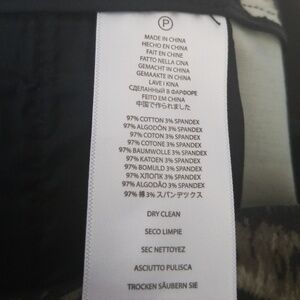 P
MADE IN CHINA
HECHO EN CHINA
FAIT EN CHINE
FATTO NELLA CINA
GEMACHT IN CHINA
GEMAAKTE IN CHINA
LAVE I KINA
СДЕЛАННЫЙ В ФАРФОРЕ
FEITO EM CHINA
中国で作られました
97% COTTON 3% SPANDEX
97% ALGODÓN 3% SPANDEX
97% COTON 3% SPANDEX
97% COTONE 3% SPANDEX
97% BAUMWOLLE 3% SPANDEX
97% KATOEN 3% SPANDEX
97% BOMULD 3% SPANDEX
97% ХЛОПК 3% SPANDEX
97% ALGODÃO 3% SPANDEX
97% 綿 3% スパンデックス
DRY CLEAN
SECO LIMPIE
SEC NETTOYEZ
ASCIUTTO PULISCA
TROCKEN SÄUBERN SIE